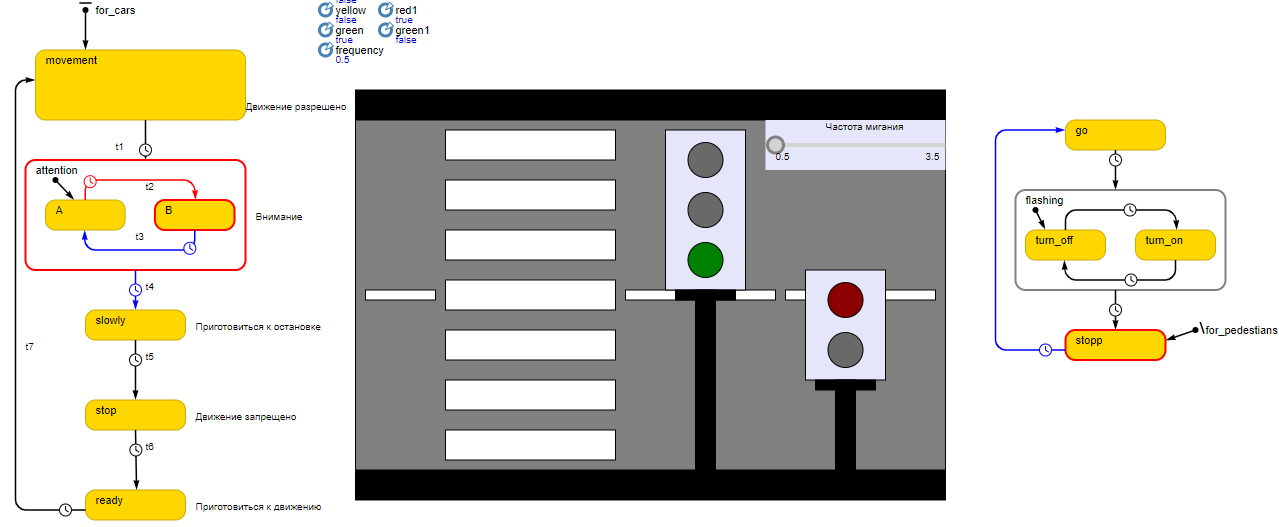 for_cars
false
yellow
false
red1
true
green
true
green1
false
frequency
0.5
movement
Движение разрешено
t1
attention
t2
A
B
t3
Внимание
t4
slowly
Приготовиться к остановке
t5
t7
stop
Движение запрещено
t6
ready
Приготовиться к движению
Частота мигания
0.5
3.5
go
flashing
turn_off
turn_on
\for_pedestians
stopp